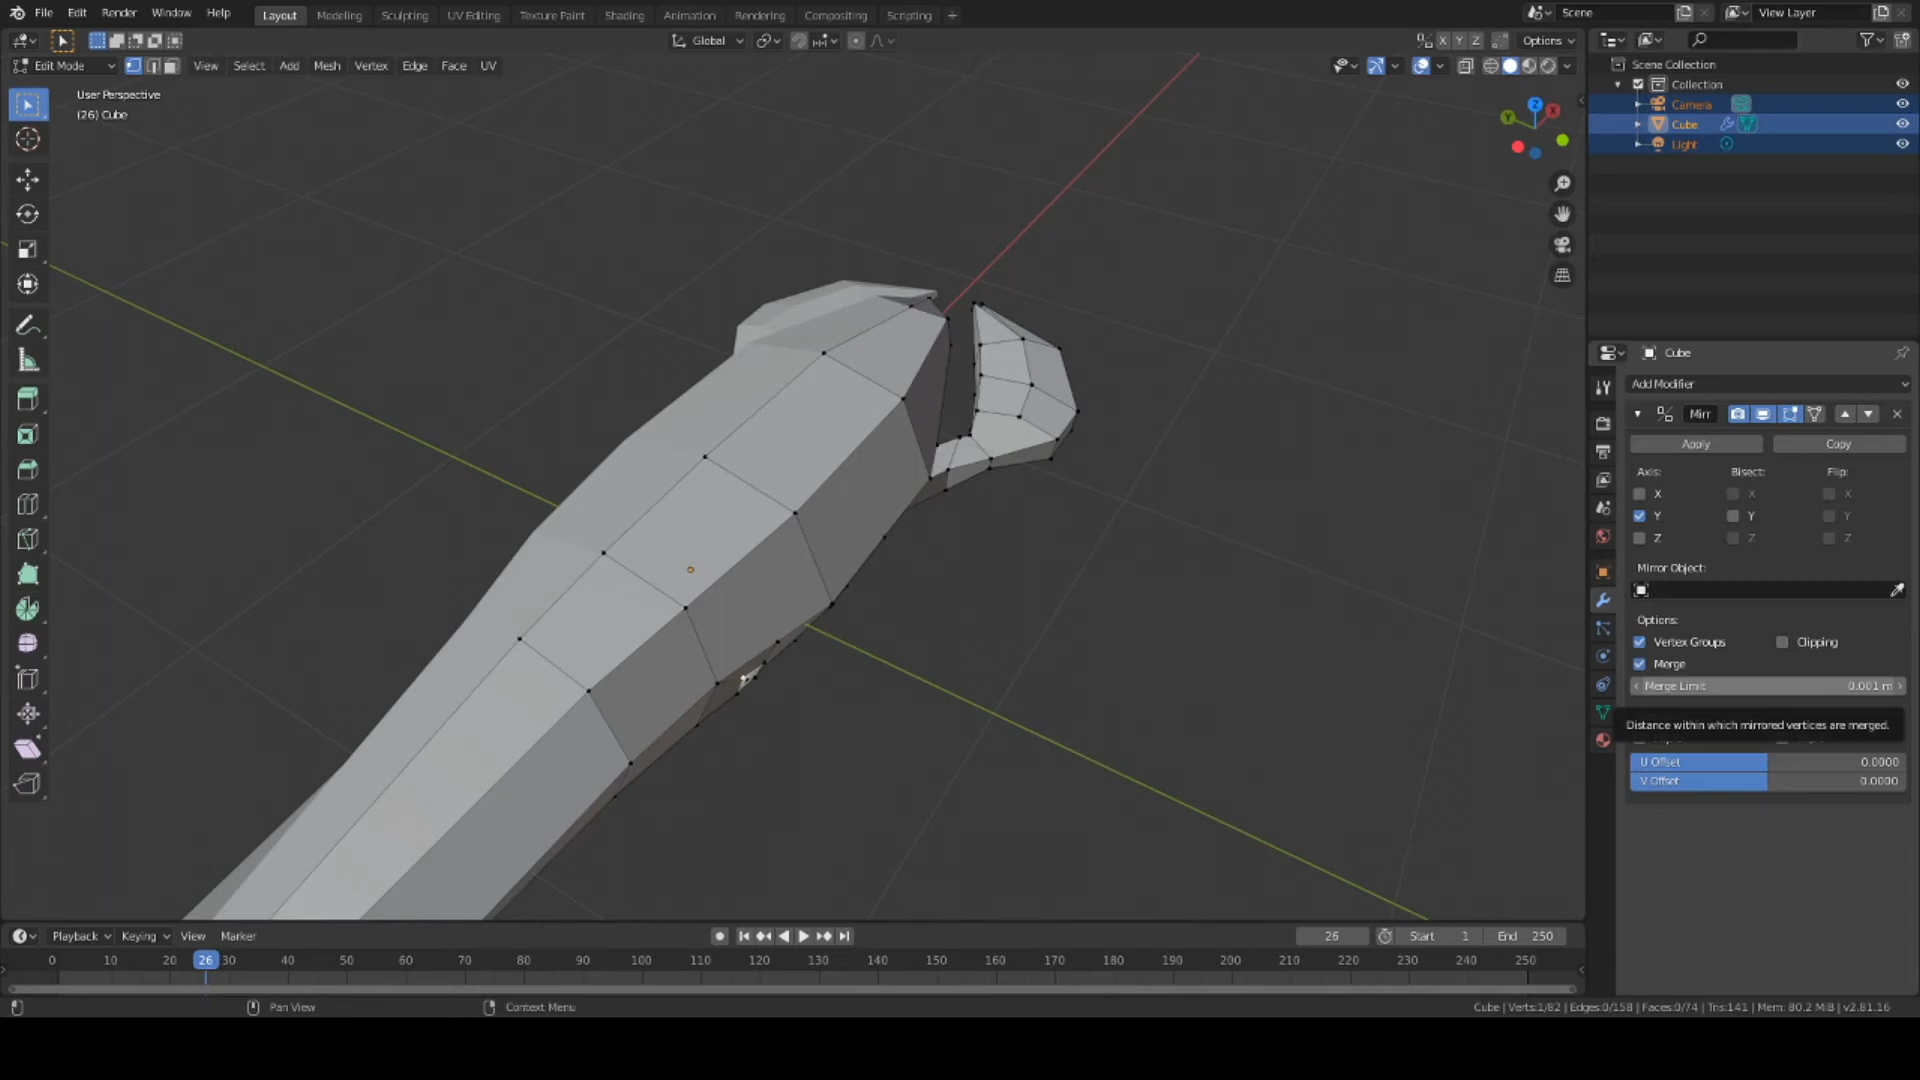 File Edit Render Window Help Layout Modeling Sculpting UV Editing Texture Paint Shading Animation Rendering Compositing Scripting + Scene View Layer
Global X Y Z Options
Edit Mode View Select Add Mesh Vertex Edge Face UV
User Perspective
(26) Cube
Z
Y
X
Scene Collection
Collection
Camera
Cube
Light
Cube
Add Modifier
Mirr
Apply Copy
Axis: Bisect: Flip:
X X X
Y Y Y
Z Z Z
Mirror Object:
Options:
Vertex Groups Clipping
Merge
Merge Limit 0.001 m
Distance within which mirrored vertices are merged.
U Offset 0.0000
V Offset 0.0000
Playback Keying View Marker 26 Start 1 End 250
0 10 20 26 30 40 50 60 70 80 90 100 110 120 130 140 150 160 170 180 190 200 210 220 230 240 250
Pan View Context Menu Cube | Verts:1/82 | Edges:0/158 | Faces:0/74 | Tris:141 | Mem: 80.2 MiB | v2.81.16